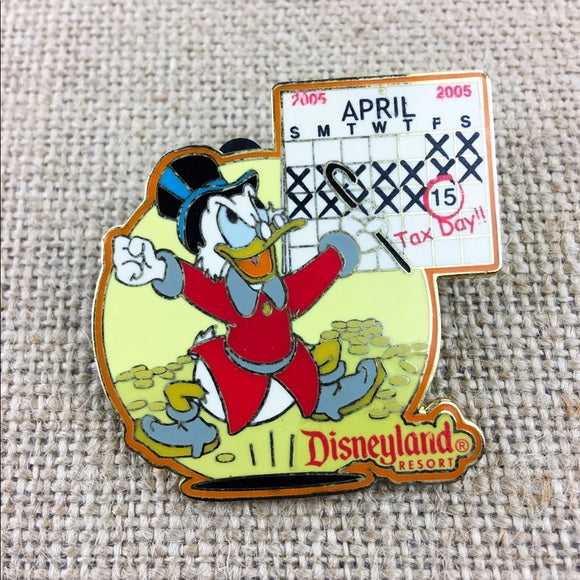 2005 APRIL 2005
S M T W T F S
X X
X X X X X X X
X X X X X 15
Tax Day!!
Disneyland®
RESORT